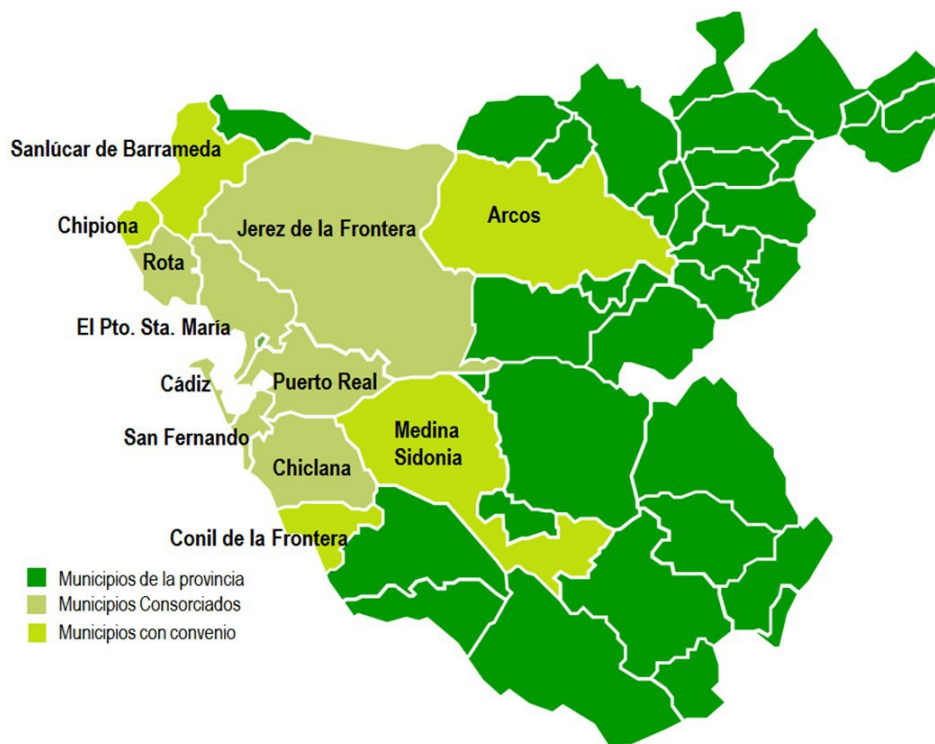 Sanlúcar de Barrameda
Chipiona
Rota
Jerez de la Frontera
Arcos
El Pto. Sta. María
Cádiz
Puerto Real
San Fernando
Chiclana
Medina
Sidonia
Conil de la Frontera
Municipios de la provincia
Municipios Consorciados
Municipios con convenio